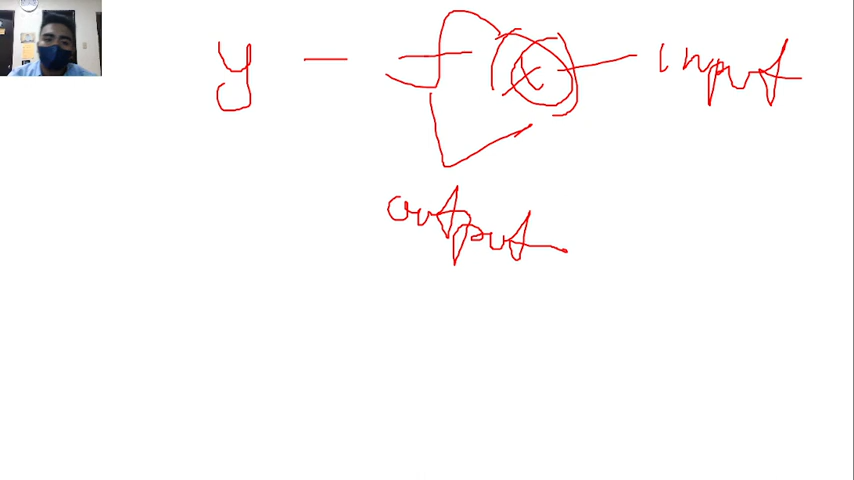 y = f(x) input
output